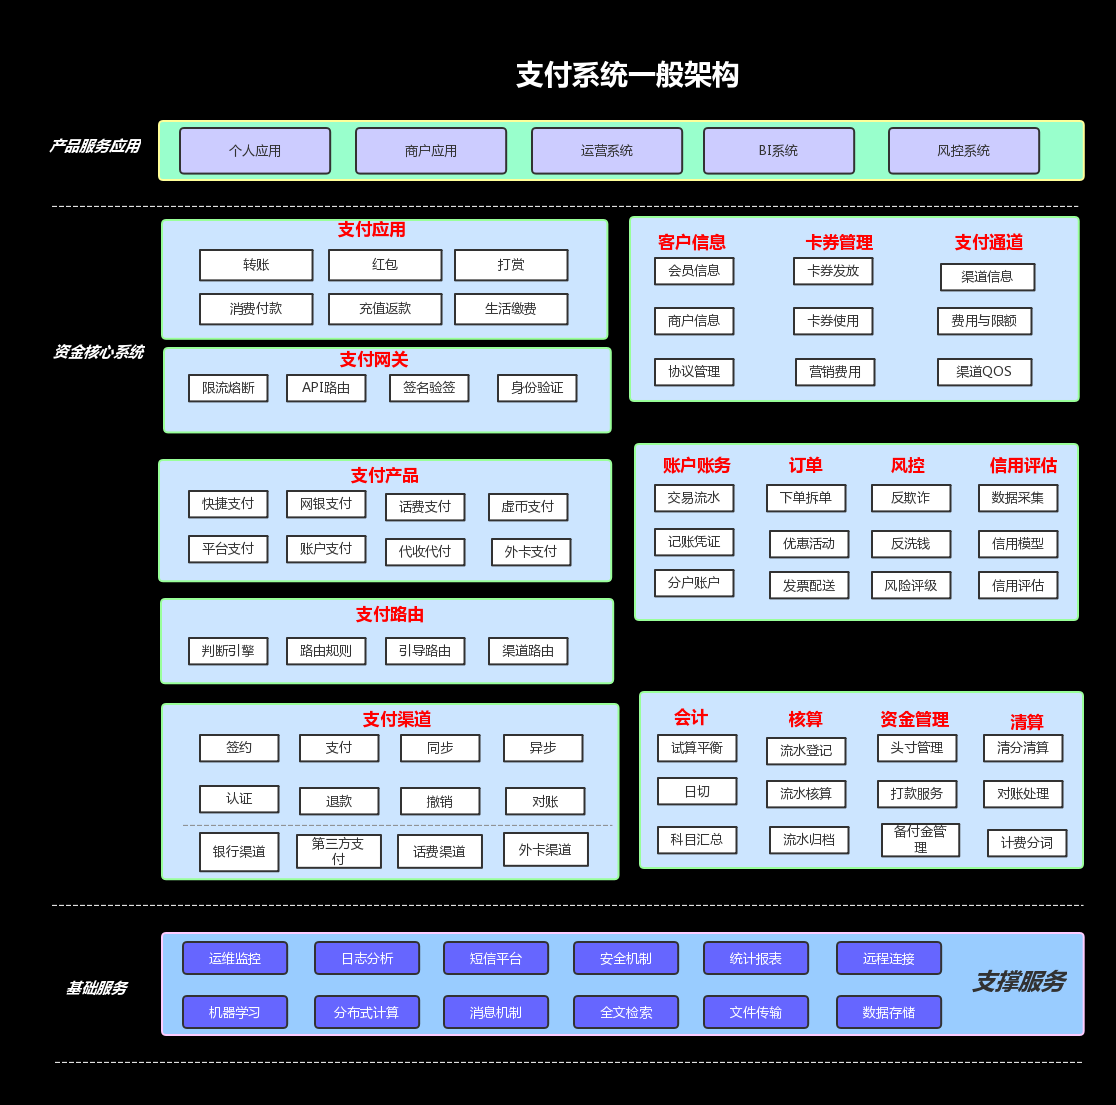 支付系统一般架构
产品服务应用
个人应用
商户应用
运营系统
BI系统
风控系统
资金核心系统
支付应用
转账
红包
打赏
消费付款
充值返款
生活缴费
支付网关
限流熔断
API路由
签名验签
身份验证
支付产品
快捷支付
网银支付
话费支付
虚币支付
平台支付
账户支付
代收代付
外卡支付
支付路由
判断引擎
路由规则
引导路由
渠道路由
支付渠道
签约
支付
同步
异步
认证
退款
撤销
对账
银行渠道
第三方支
付
话费渠道
外卡渠道
客户信息
卡券管理
支付通道
会员信息
卡券发放
渠道信息
商户信息
卡券使用
费用与限额
协议管理
营销费用
渠道QOS
账户账务
订单
风控
信用评估
交易流水
下单拆单
反欺诈
数据采集
记账凭证
优惠活动
反洗钱
信用模型
分户账户
发票配送
风险评级
信用评估
会计
核算
资金管理
清算
试算平衡
流水登记
头寸管理
清分清算
日切
流水核算
打款服务
对账处理
科目汇总
流水归档
备付金管
理
计费分词
基础服务
运维监控
日志分析
短信平台
安全机制
统计报表
远程连接
机器学习
分布式计算
消息机制
全文检索
文件传输
数据存储
支撑服务